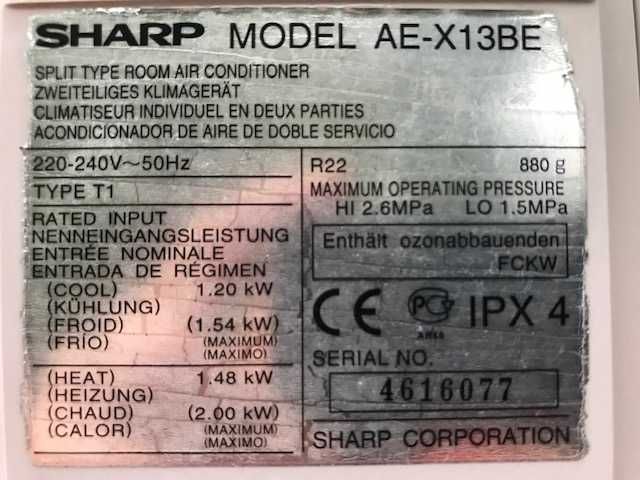 SHARP MODEL AE-X13BE
SPLIT TYPE ROOM AIR CONDITIONER
ZWEITEILIGES KLIMAGERÄT
CLIMATISEUR INDIVIDUEL EN DEUX PARTIES
ACONDICIONADOR DE AIRE DE DOBLE SERVICIO
220-240V～50Hz
TYPE T1
RATED INPUT
NENNEINGANGSLEISTUNG
ENTRÉE NOMINALE
ENTRADA DE RÉGIMEN
(COOL) 1.20 kW
(KÜHLUNG)
(FROID) (1.54 kW)
(FRÍO) (MAXIMUM)
(MAXIMO)
(HEAT) 1.48 kW
(HEIZUNG)
(CHAUD) (2.00 kW)
(CALOR) (MAXIMUM)
(MAXIMO)
R22 880 g
MAXIMUM OPERATING PRESSURE
HI 2.6MPa LO 1.5MPa
Enthält ozonabbauenden
FCKW
CE РСТ IPX 4
SERIAL NO.
4616077
SHARP CORPORATION